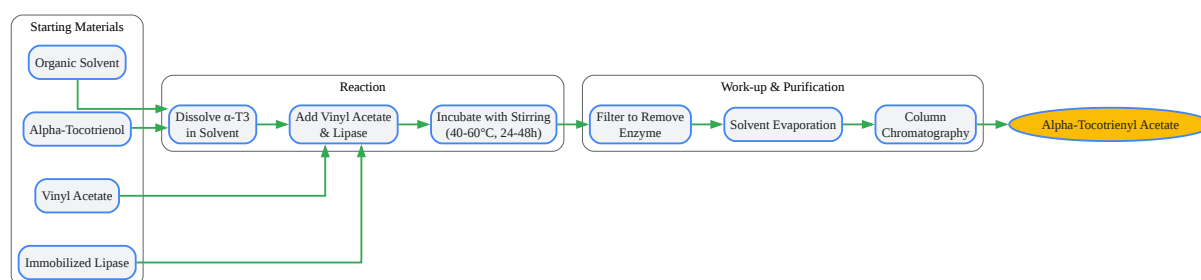 Starting Materials
Organic Solvent
Alpha-Tocotrienol
Vinyl Acetate
Immobilized Lipase
Reaction
Dissolve α-T3
in Solvent
Add Vinyl Acetate
& Lipase
Incubate with Stirring
(40-60°C, 24-48h)
Work-up & Purification
Filter to Remove
Enzyme
Solvent Evaporation
Column
Chromatography
Alpha-Tocotrienyl Acetate